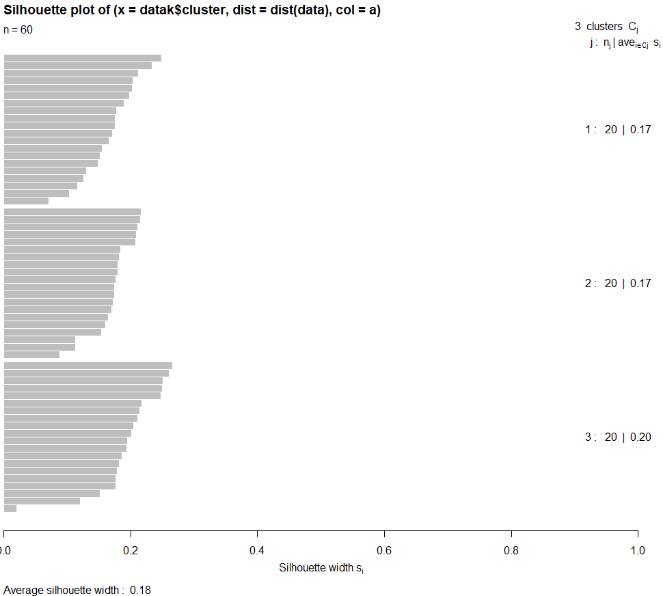 Silhouette plot of (x = datak$cluster, dist = dist(data), col = a)
n = 60
3 clusters Cj
j : nj | avei∈Cj si
1 : 20 | 0.17
2 : 20 | 0.17
3 : 20 | 0.20
0.0 0.2 0.4 0.6 0.8 1.0
Silhouette width si
Average silhouette width : 0.18